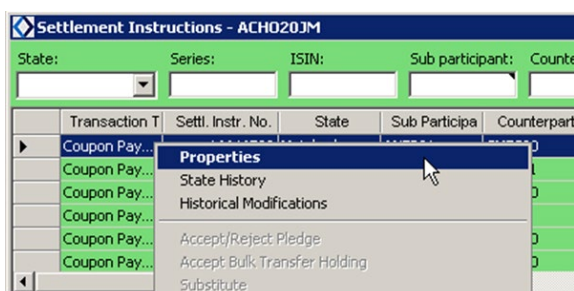 Settlement Instructions - ACHO20JM
State: Series: ISIN: Sub participant: Counte
Transaction T Settl. Instr. No. State Sub Participa Counterpart
Coupon Pay...
Properties
Coupon Pay...
State History
Coupon Pay...
Historical Modifications
Coupon Pay...
Accept/Reject Pledge
Coupon Pay...
Accept Bulk Transfer Holding
Coupon Pay...
Substitute